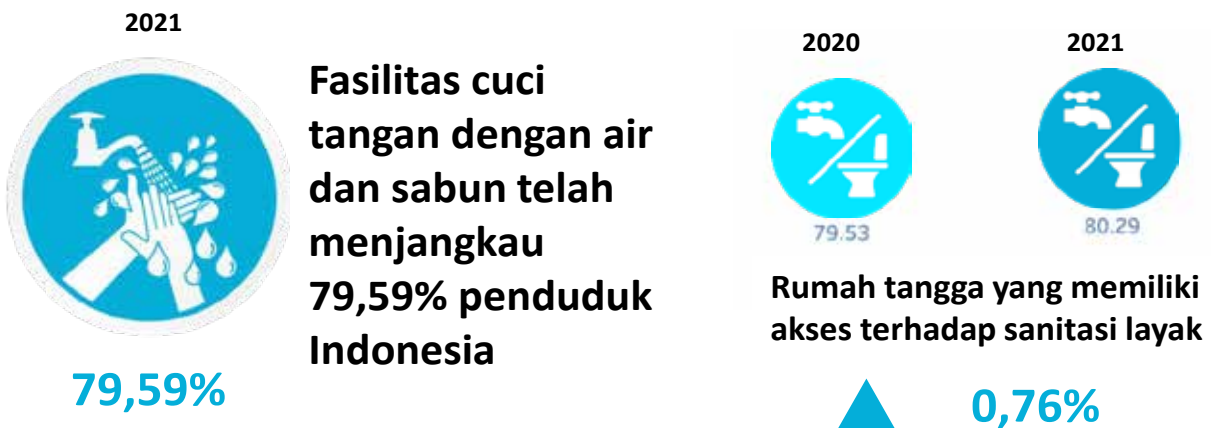 2021
Fasilitas cuci
tangan dengan air
dan sabun telah
menjangkau
79,59% penduduk
Indonesia
79,59%
2020
2021
79.53
80.29
Rumah tangga yang memiliki
akses terhadap sanitasi layak
0,76%